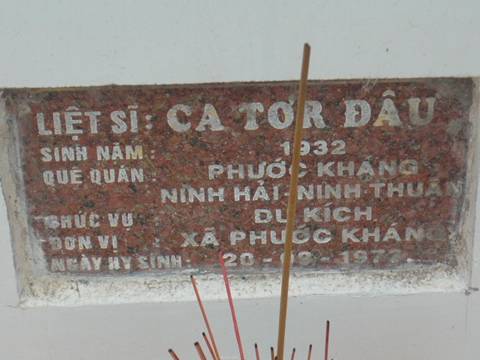 LIỆT SĨ: CA TƠR ĐÂU
SINH NĂM: 1932
QUÊ QUÁN: PHƯỚC KHÁNG
NINH HẢI-NINH THUẬN
CHỨC VỤ: DU KÍCH
ĐƠN VỊ: XÃ PHƯỚC KHÁNG
NGÀY HY SINH: